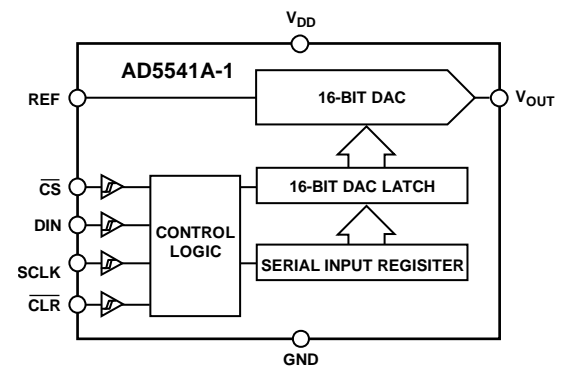 VDD
AD5541A-1
REF
16-BIT DAC
VOUT
CS
16-BIT DAC LATCH
DIN
CONTROL
LOGIC
SCLK
SERIAL INPUT REGISITER
CLR
GND